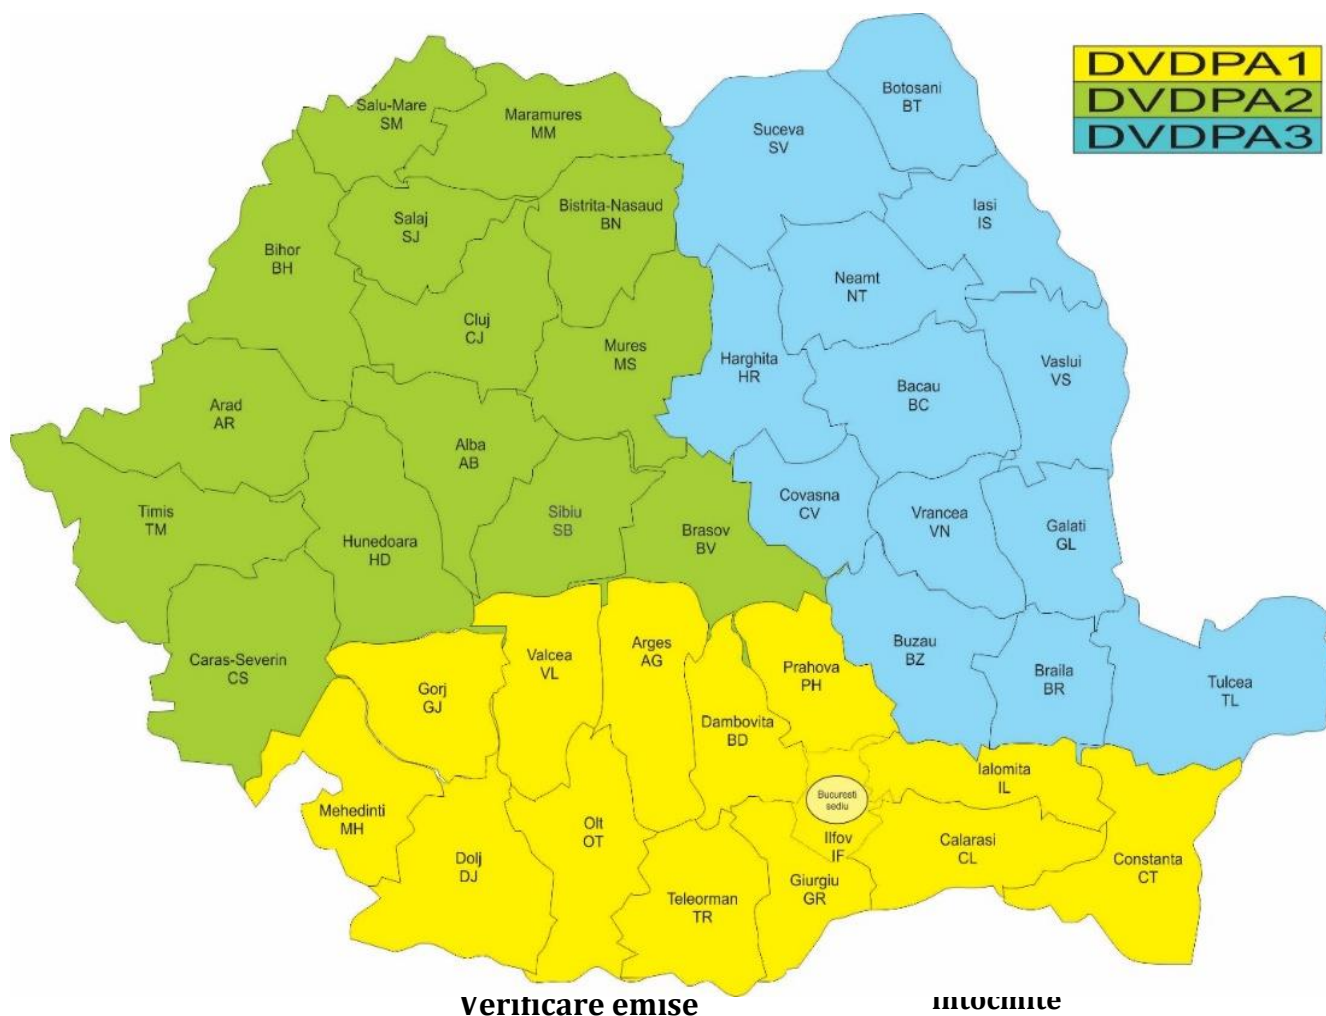 DVDPA1
DVDPA2
DVDPA3
Botosani
BT
Satu-Mare
SM
Maramures
MM
Suceva
SV
Iasi
IS
Bistrita-Nasaud
BN
Salaj
SJ
Bihor
BH
Neamt
NT
Cluj
CJ
Mures
MS
Harghita
HR
Vaslui
VS
Bacau
BC
Arad
AR
Alba
AB
Timis
TM
Sibiu
SB
Covasna
CV
Vrancea
VN
Galati
GL
Brasov
BV
Hunedoara
HD
Caras-Severin
CS
Valcea
VL
Arges
AG
Prahova
PH
Buzau
BZ
Braila
BR
Tulcea
TL
Gorj
GJ
Dambovita
BD
Ialomita
IL
Bucuresti
sediu
Mehedinti
MH
Olt
OT
Ilfov
IF
Calarasi
CL
Dolj
DJ
Constanta
CT
Giurgiu
GR
Teleorman
TR
Verificare emise
intocmite